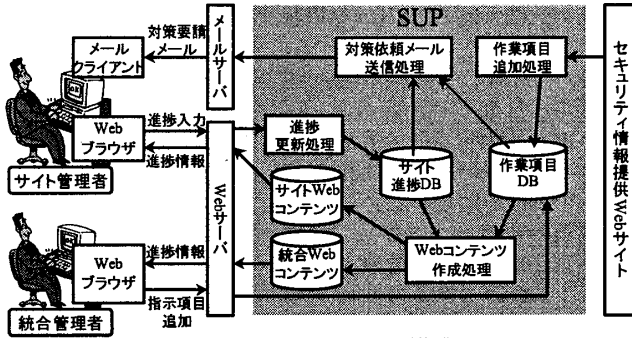 SUP
メール
クライアント
対策要請
メール
メールサーバ
対策依頼メール
送信処理
作業項目
追加処理
セキュリティ情報提供Webサイト
Web
ブラウザ
進捗入力
進捗情報
サイト管理者
Webサーバ
進捗
更新処理
サイト
進捗DB
作業項目
DB
サイトWeb
コンテンツ
統合Web
コンテンツ
Webコンテンツ
作成処理
Web
ブラウザ
進捗情報
指示項目
追加
統合管理者